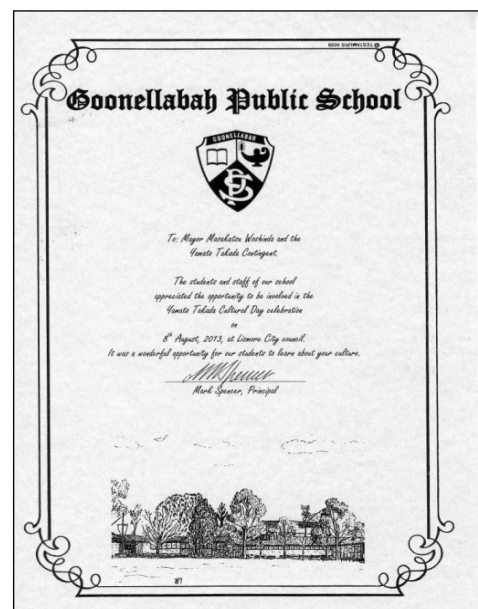 Goonellabah Public School
GOONELLABAH
To: Mayor Masakatsu Washinda and the
Yamato Takada Contingent.
The students and staff of our school
appreciated the opportunity to be involved in the
Yamato Takada Cultural Day celebration
on
8th August, 2013, at Lismore City council.
It was a wonderful opportunity for our students to learn about your culture.
Mark Spencer, Principal